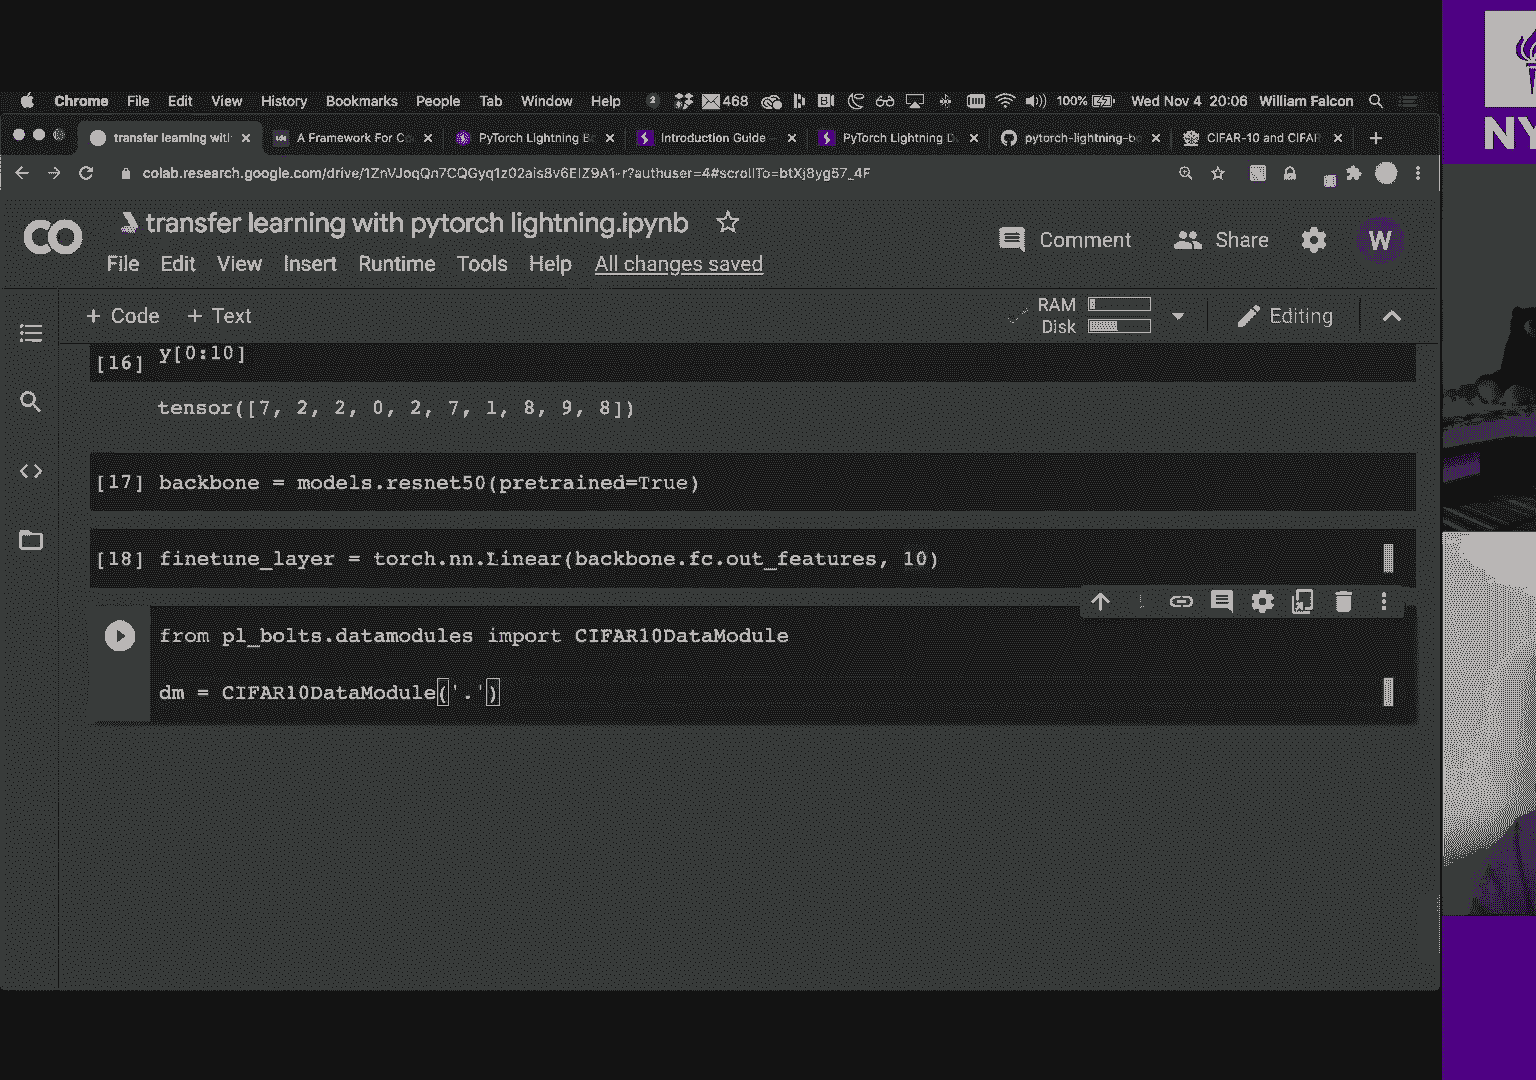 Chrome File Edit View History Bookmarks People Tab Window Help 2 468 100% Wed Nov 4 20:06 William Falcon
transfer learning wit A Framework For Co PyTorch Lightning B Introduction Guide PyTorch Lightning D pytorch-lightning-bo CIFAR-10 and CIFAR
colab.research.google.com/drive/1ZnVJoqQn7CQGyq1z02ais8v6EIZ9A1-r?authuser=4#scrollTo=btXj8yg57_4F
CO transfer learning with pytorch lightning.ipynb
Comment Share W
File Edit View Insert Runtime Tools Help All changes saved
+ Code + Text
RAM
Disk
Editing
[16] y[0:10]
tensor([7, 2, 2, 0, 2, 7, 1, 8, 9, 8])
[17] backbone = models.resnet50(pretrained=True)
[18] finetune_layer = torch.nn.Linear(backbone.fc.out_features, 10)
from pl_bolts.datamodules import CIFAR10DataModule
dm = CIFAR10DataModule('.')
NY